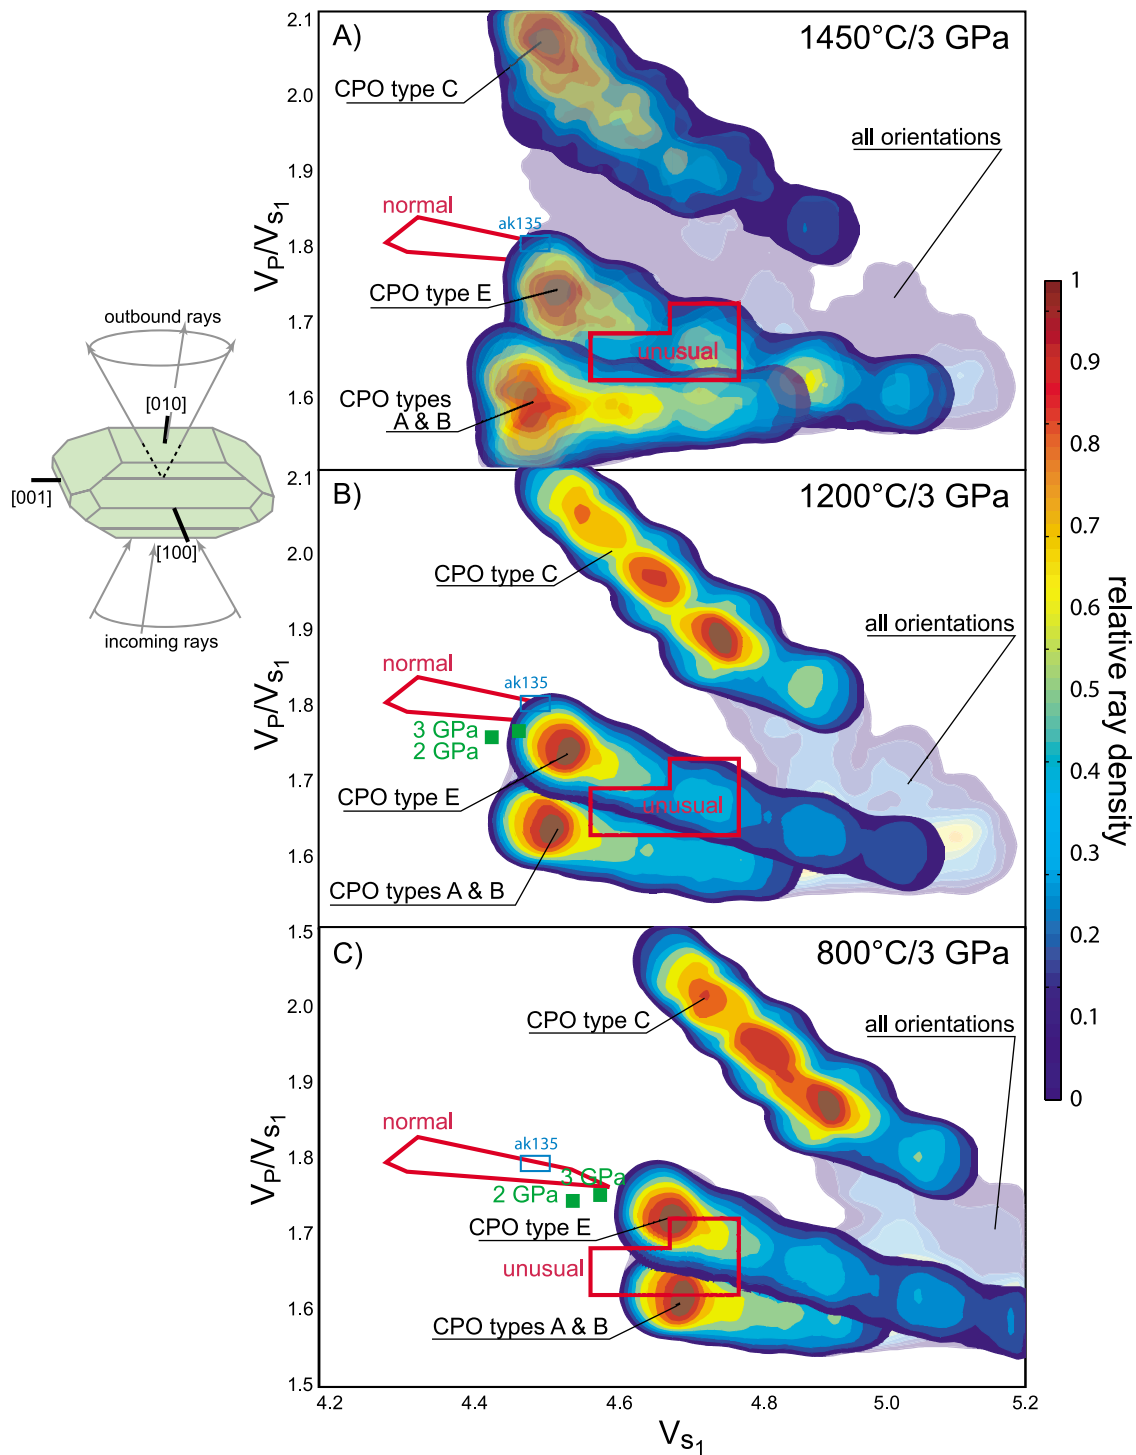 outbound rays
[010]
[001]
[100]
incoming rays
A)
1450°C/3 GPa
2.1
2.0
1.9
1.8
1.7
1.6
VP/VS1
CPO type C
all orientations
normal
ak135
CPO type E
unusual
CPO types
A & B
B)
1200°C/3 GPa
2.1
2.0
1.9
1.8
1.7
1.6
VP/VS1
CPO type C
all orientations
normal
ak135
3 GPa
2 GPa
CPO type E
unusual
CPO types A & B
C)
800°C/3 GPa
1.5
2.0
1.9
1.8
1.7
1.6
1.5
VP/VS1
CPO type C
all orientations
normal
ak135
3 GPa
2 GPa
CPO type E
unusual
CPO types A & B
4.2
4.4
4.6
4.8
5.0
5.2
VS1
1
0.9
0.8
0.7
0.6
0.5
0.4
0.3
0.2
0.1
0
relative ray density